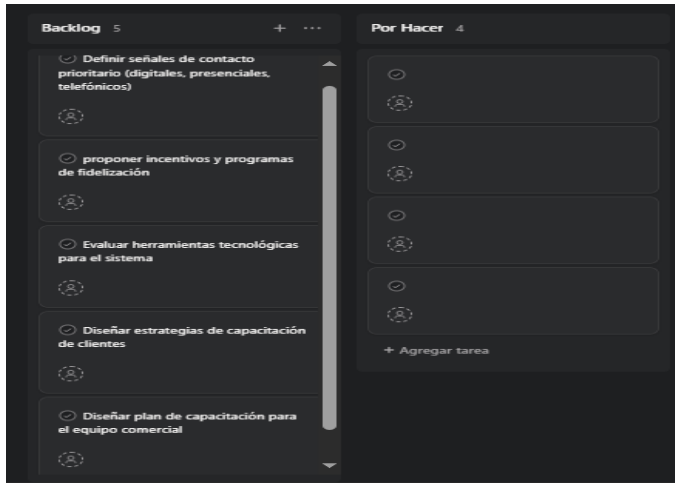 Backlog 5
Definir señales de contacto
prioritario (digitales, presenciales,
telefónicos)
proponer incentivos y programas
de fidelización
Evaluar herramientas tecnológicas
para el sistema
Diseñar estrategias de capacitación
de clientes
Diseñar plan de capacitación para
el equipo comercial
Por Hacer 4
+ Agregar tarea